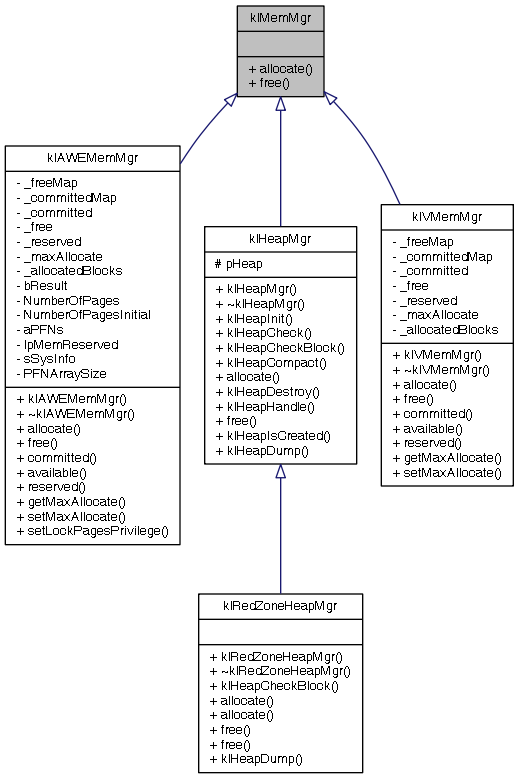 klMemMgr
+ allocate()
+ free()
klAWEMemMgr
- _freeMap
- _committedMap
- _committed
- _free
- _reserved
- _maxAllocate
- _allocatedBlocks
- bResult
- NumberOfPages
- NumberOfPagesInitial
- aPFNs
- lpMemReserved
- sSysInfo
- PFNArraySize
+ klAWEMemMgr()
+ ~klAWEMemMgr()
+ allocate()
+ free()
+ committed()
+ available()
+ reserved()
+ getMaxAllocate()
+ setMaxAllocate()
+ setLockPagesPrivilege()
klHeapMgr
# pHeap
+ klHeapMgr()
+ ~klHeapMgr()
+ klHeapInit()
+ klHeapCheck()
+ klHeapCheckBlock()
+ klHeapCompact()
+ allocate()
+ klHeapDestroy()
+ klHeapHandle()
+ free()
+ klHeapIsCreated()
+ klHeapDump()
klVMemMgr
- _freeMap
- _committedMap
- _committed
- _free
- _reserved
- _maxAllocate
- _allocatedBlocks
+ klVMemMgr()
+ ~klVMemMgr()
+ allocate()
+ free()
+ committed()
+ available()
+ reserved()
+ getMaxAllocate()
+ setMaxAllocate()
klRedZoneHeapMgr
+ klRedZoneHeapMgr()
+ ~klRedZoneHeapMgr()
+ klHeapCheckBlock()
+ allocate()
+ allocate()
+ free()
+ free()
+ klHeapDump()